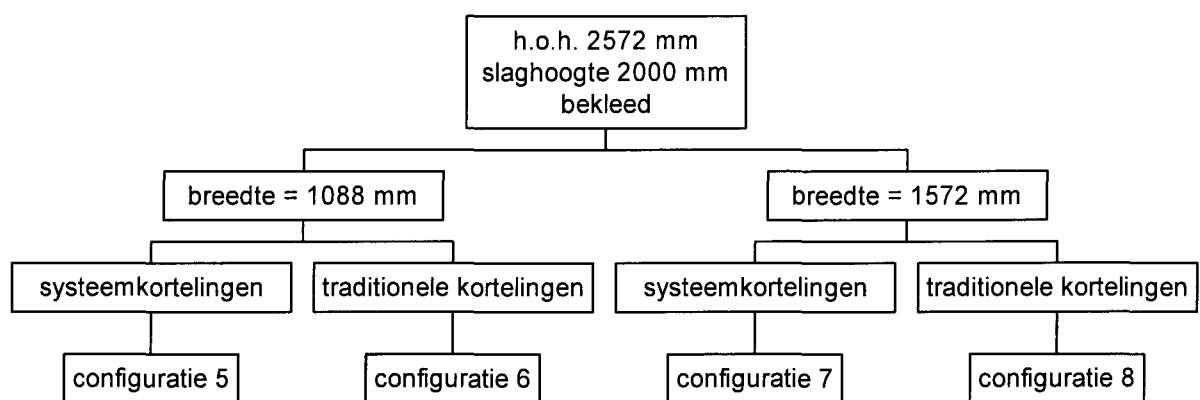 h.o.h. 2572 mm
slaghoogte 2000 mm
bekleed
breedte = 1088 mm
breedte = 1572 mm
systeemkortelingen
traditionele kortelingen
systeemkortelingen
traditionele kortelingen
configuratie 5
configuratie 6
configuratie 7
configuratie 8